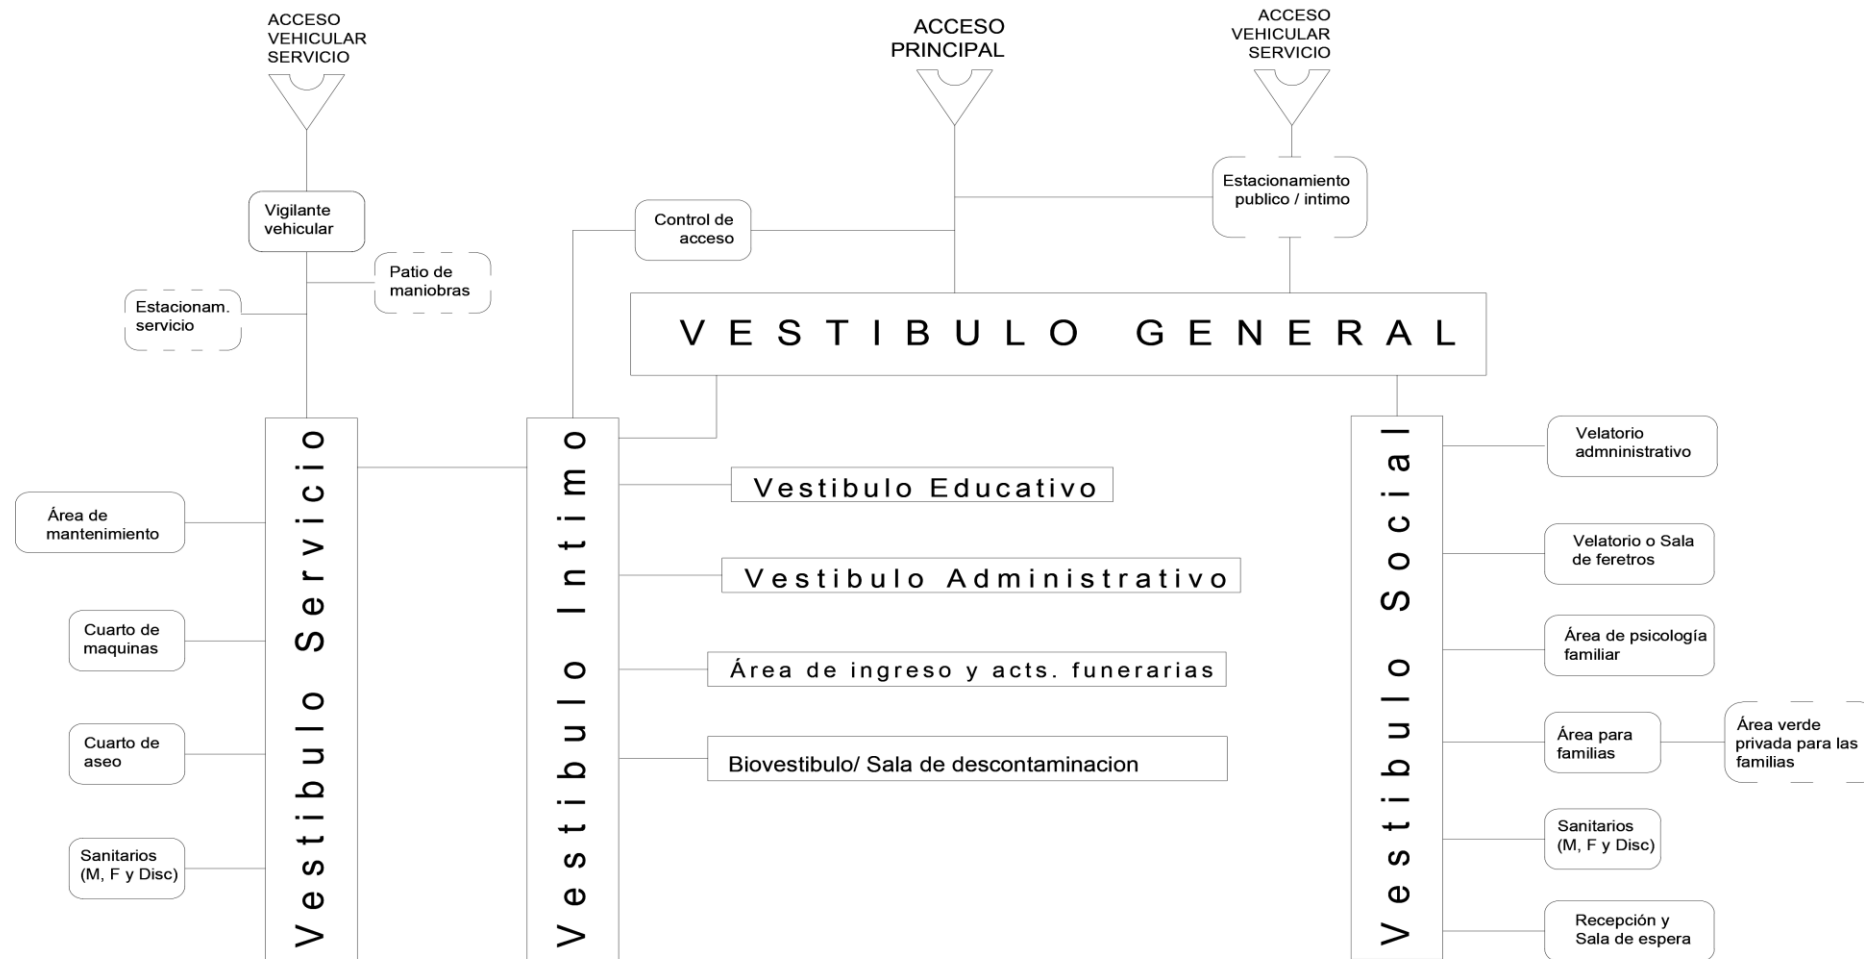 ACCESO
VEHICULAR
SERVICIO
ACCESO
PRINCIPAL
ACCESO
VEHICULAR
SERVICIO
Vigilante
vehicular
Patio de
maniobras
Estacionam.
servicio
Control de
acceso
Estacionamiento
publico / intimo
VESTIBULO GENERAL
Vestibulo Servicio
Área de
mantenimiento
Cuarto de
maquinas
Cuarto de
aseo
Sanitarios
(M, F y Disc)
Vestibulo Intimo
Vestibulo Educativo
Vestibulo Administrativo
Área de ingreso y acts. funerarias
Biovestibulo/ Sala de descontaminacion
Vestibulo Social
Velatorio
admninistrativo
Velatorio o Sala
de feretros
Área de psicología
familiar
Área para
familias
Área verde
privada para las
familias
Sanitarios
(M, F y Disc)
Recepción y
Sala de espera